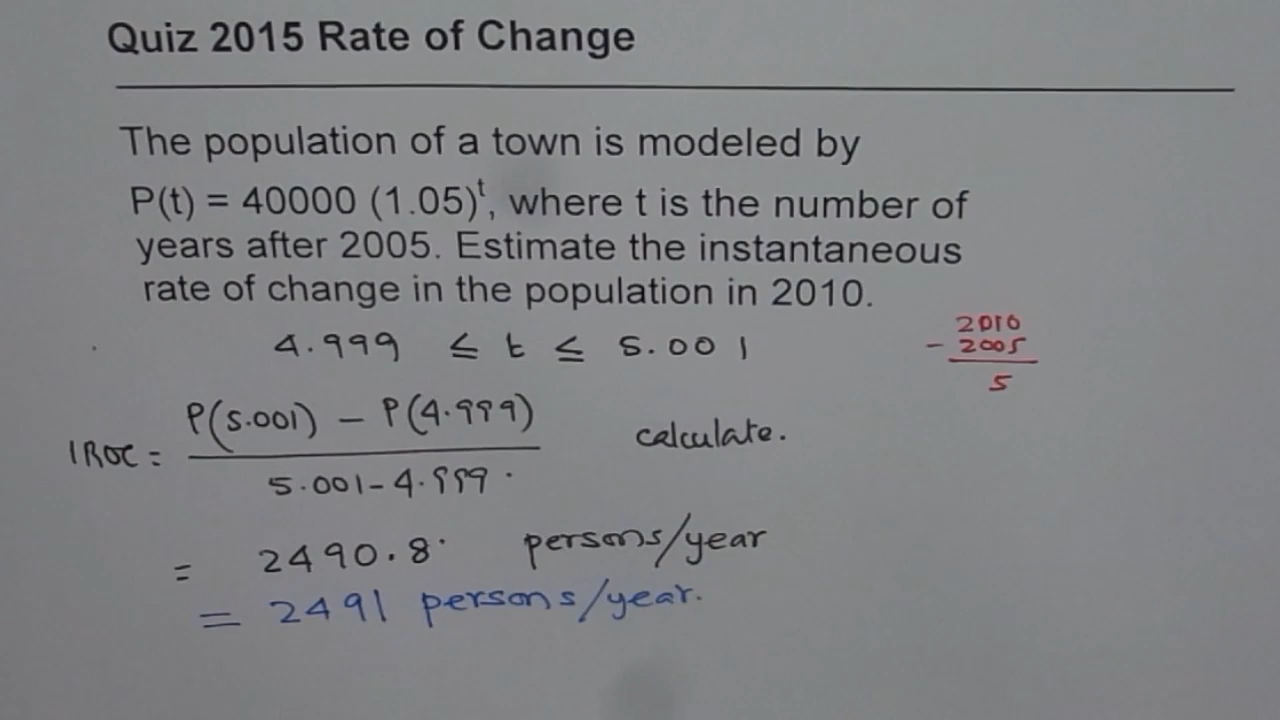 Quiz 2015 Rate of Change
The population of a town is modeled by
P(t) = 40000 (1.05)^t, where t is the number of
years after 2005. Estimate the instantaneous
rate of change in the population in 2010.
4.999 ≤ t ≤ 5.001
2010
- 2005
5
P(5.001) - P(4.999)
IROC =
calculate.
5.001-4.999
= 2490.8 persons/year
= 2491 persons/year.